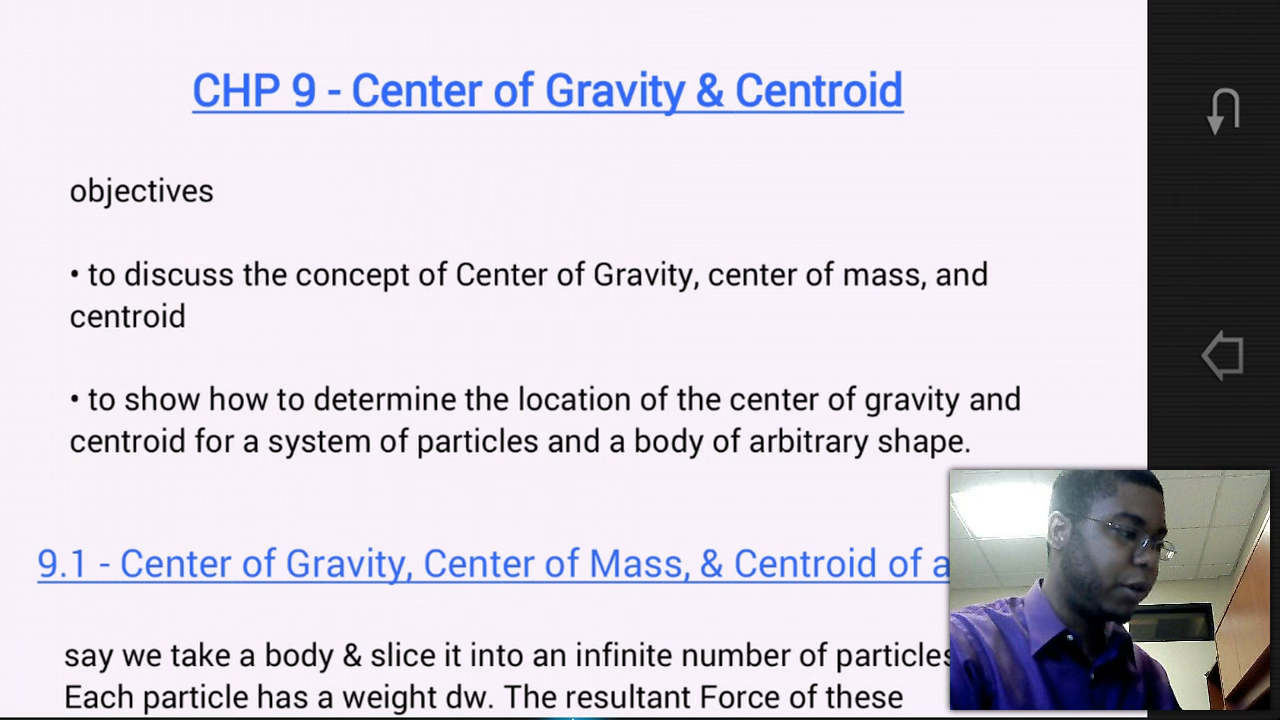 CHP 9 - Center of Gravity & Centroid
objectives
• to discuss the concept of Center of Gravity, center of mass, and
centroid
• to show how to determine the location of the center of gravity and
centroid for a system of particles and a body of arbitrary shape.
9.1 - Center of Gravity, Center of Mass, & Centroid of a
say we take a body & slice it into an infinite number of particles
Each particle has a weight dw. The resultant Force of these